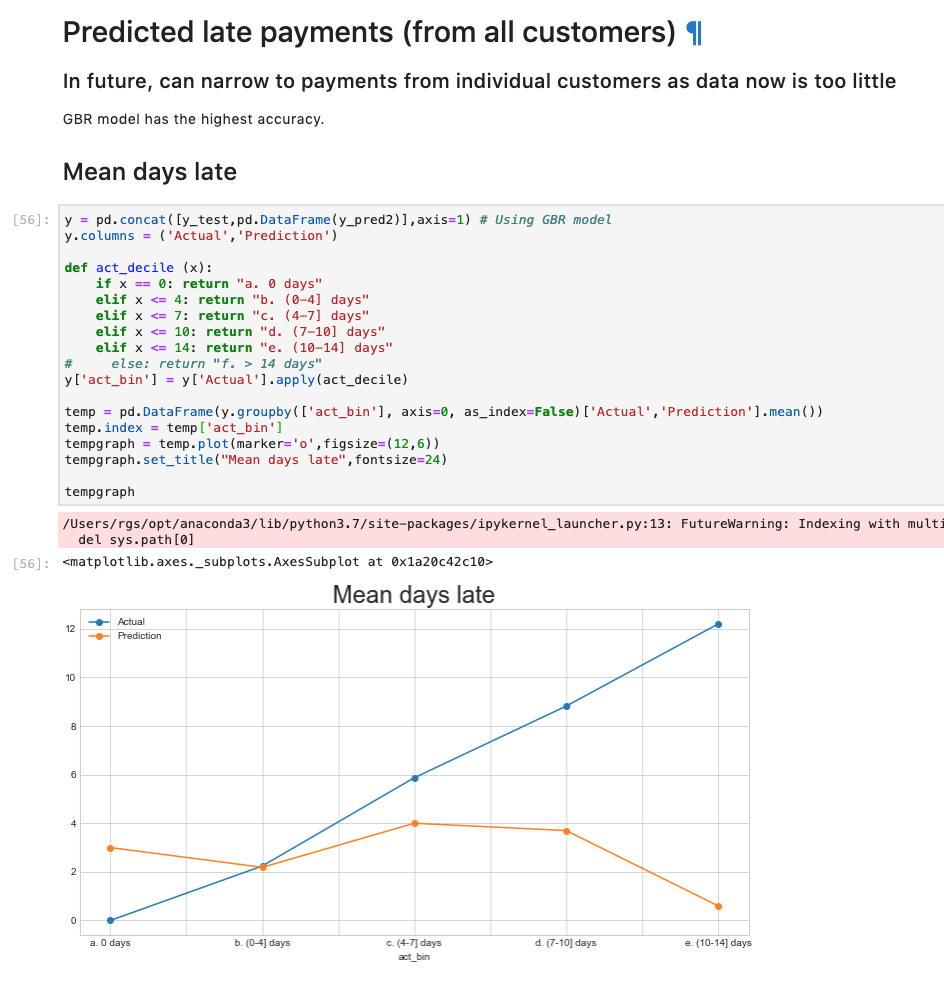 Predicted late payments (from all customers) ¶
In future, can narrow to payments from individual customers as data now is too little
GBR model has the highest accuracy.
Mean days late
[56]: y = pd.concat([y_test,pd.DataFrame(y_pred2)],axis=1) # Using GBR model
y.columns = ('Actual','Prediction')
def act_decile (x):
    if x == 0: return "a. 0 days"
    elif x <= 4: return "b. (0-4] days"
    elif x <= 7: return "c. (4-7] days"
    elif x <= 10: return "d. (7-10] days"
    elif x <= 14: return "e. (10-14] days"
#     else: return "f. > 14 days"
y['act_bin'] = y['Actual'].apply(act_decile)
temp = pd.DataFrame(y.groupby(['act_bin'], axis=0, as_index=False)['Actual','Prediction'].mean())
temp.index = temp['act_bin']
tempgraph = temp.plot(marker='o',figsize=(12,6))
tempgraph.set_title("Mean days late",fontsize=24)
tempgraph
/Users/rgs/opt/anaconda3/lib/python3.7/site-packages/ipykernel_launcher.py:13: FutureWarning: Indexing with multi
  del sys.path[0]
[56]: <matplotlib.axes._subplots.AxesSubplot at 0x1a20c42c10>
Mean days late
Actual
Prediction
12
10
8
6
4
2
0
a. 0 days b. (0-4] days c. (4-7] days d. (7-10] days e. (10-14] days
act_bin